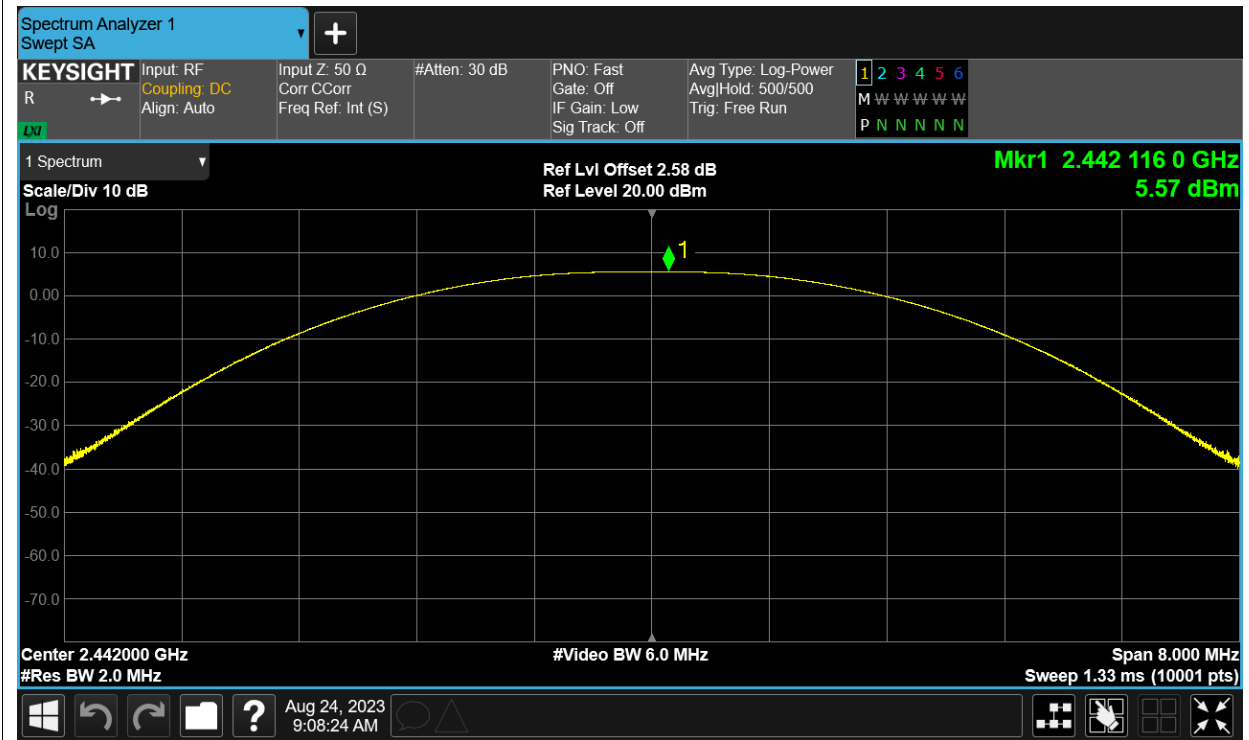 Spectrum Analyzer 1
Swept SA
KEYSIGHT
R
LXI
Input: RF
Coupling: DC
Align: Auto
Input Z: 50 Ω
Corr CCorr
Freq Ref: Int (S)
#Atten: 30 dB
PNO: Fast
Gate: Off
IF Gain: Low
Sig Track: Off
Avg Type: Log-Power
Avg|Hold: 500/500
Trig: Free Run
1 2 3 4 5 6
M W W W W W
P N N N N N
1 Spectrum
Scale/Div 10 dB
Ref Lvl Offset 2.58 dB
Ref Level 20.00 dBm
Mkr1 2.442 116 0 GHz
5.57 dBm
Log
10.0
0.00
-10.0
-20.0
-30.0
-40.0
-50.0
-60.0
-70.0
1
Center 2.442000 GHz
#Res BW 2.0 MHz
#Video BW 6.0 MHz
Span 8.000 MHz
Sweep 1.33 ms (10001 pts)
?
Aug 24, 2023
9:08:24 AM